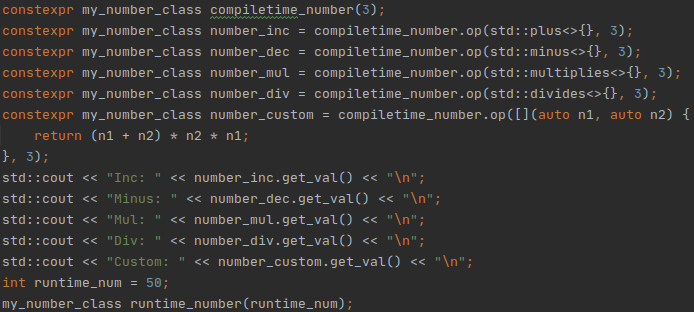 constexpr my_number_class compiletime_number(3);
constexpr my_number_class number_inc = compiletime_number.op(std::plus<>{}, 3);
constexpr my_number_class number_dec = compiletime_number.op(std::minus<>{}, 3);
constexpr my_number_class number_mul = compiletime_number.op(std::multiplies<>{}, 3);
constexpr my_number_class number_div = compiletime_number.op(std::divides<>{}, 3);
constexpr my_number_class number_custom = compiletime_number.op([](auto n1, auto n2) {
    return (n1 + n2) * n2 * n1;
}, 3);
std::cout << "Inc: " << number_inc.get_val() << "\n";
std::cout << "Minus: " << number_dec.get_val() << "\n";
std::cout << "Mul: " << number_mul.get_val() << "\n";
std::cout << "Div: " << number_div.get_val() << "\n";
std::cout << "Custom: " << number_custom.get_val() << "\n";
int runtime_num = 50;
my_number_class runtime_number(runtime_num);